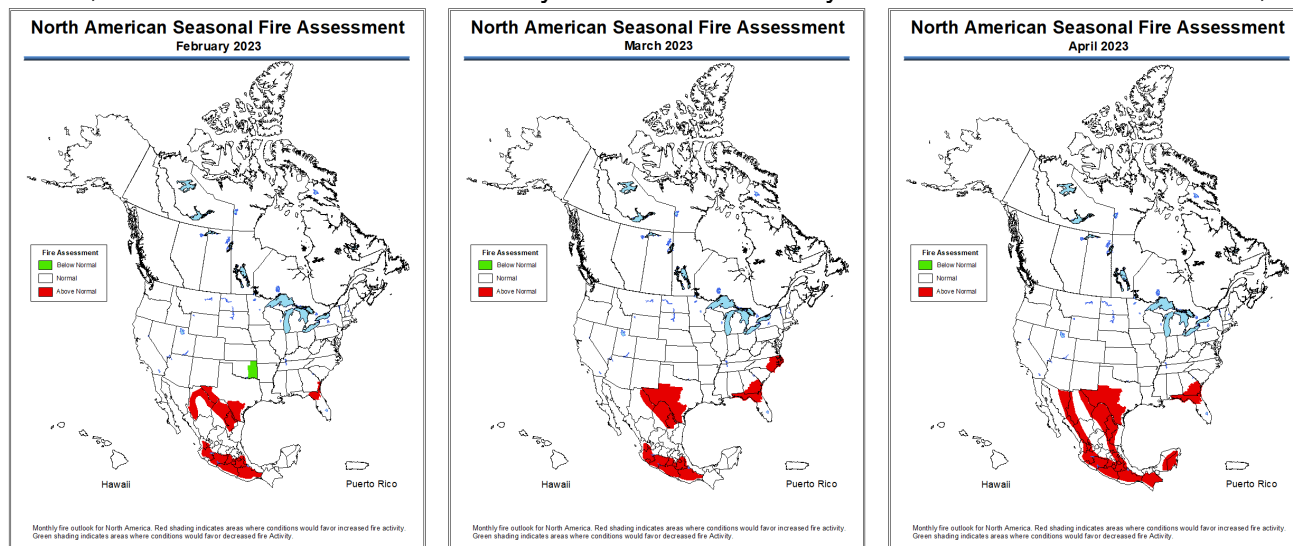 North American Seasonal Fire Assessment
February 2023
Fire Assessment
Below Normal
Normal
Above Normal
Hawaii
Puerto Rico
Monthly fire outlook for North America. Red shading indicates areas where conditions would favor increased fire activity.
Green shading indicates areas where conditions would favor decreased fire Activity.
North American Seasonal Fire Assessment
March 2023
Fire Assessment
Below Normal
Normal
Above Normal
Hawaii
Puerto Rico
Monthly fire outlook for North America. Red shading indicates areas where conditions would favor increased fire activity.
Green shading indicates areas where conditions would favor decreased fire Activity.
North American Seasonal Fire Assessment
April 2023
Fire Assessment
Below Normal
Normal
Above Normal
Hawaii
Puerto Rico
Monthly fire outlook for North America. Red shading indicates areas where conditions would favor increased fire activity.
Green shading indicates areas where conditions would favor decreased fire Activity.